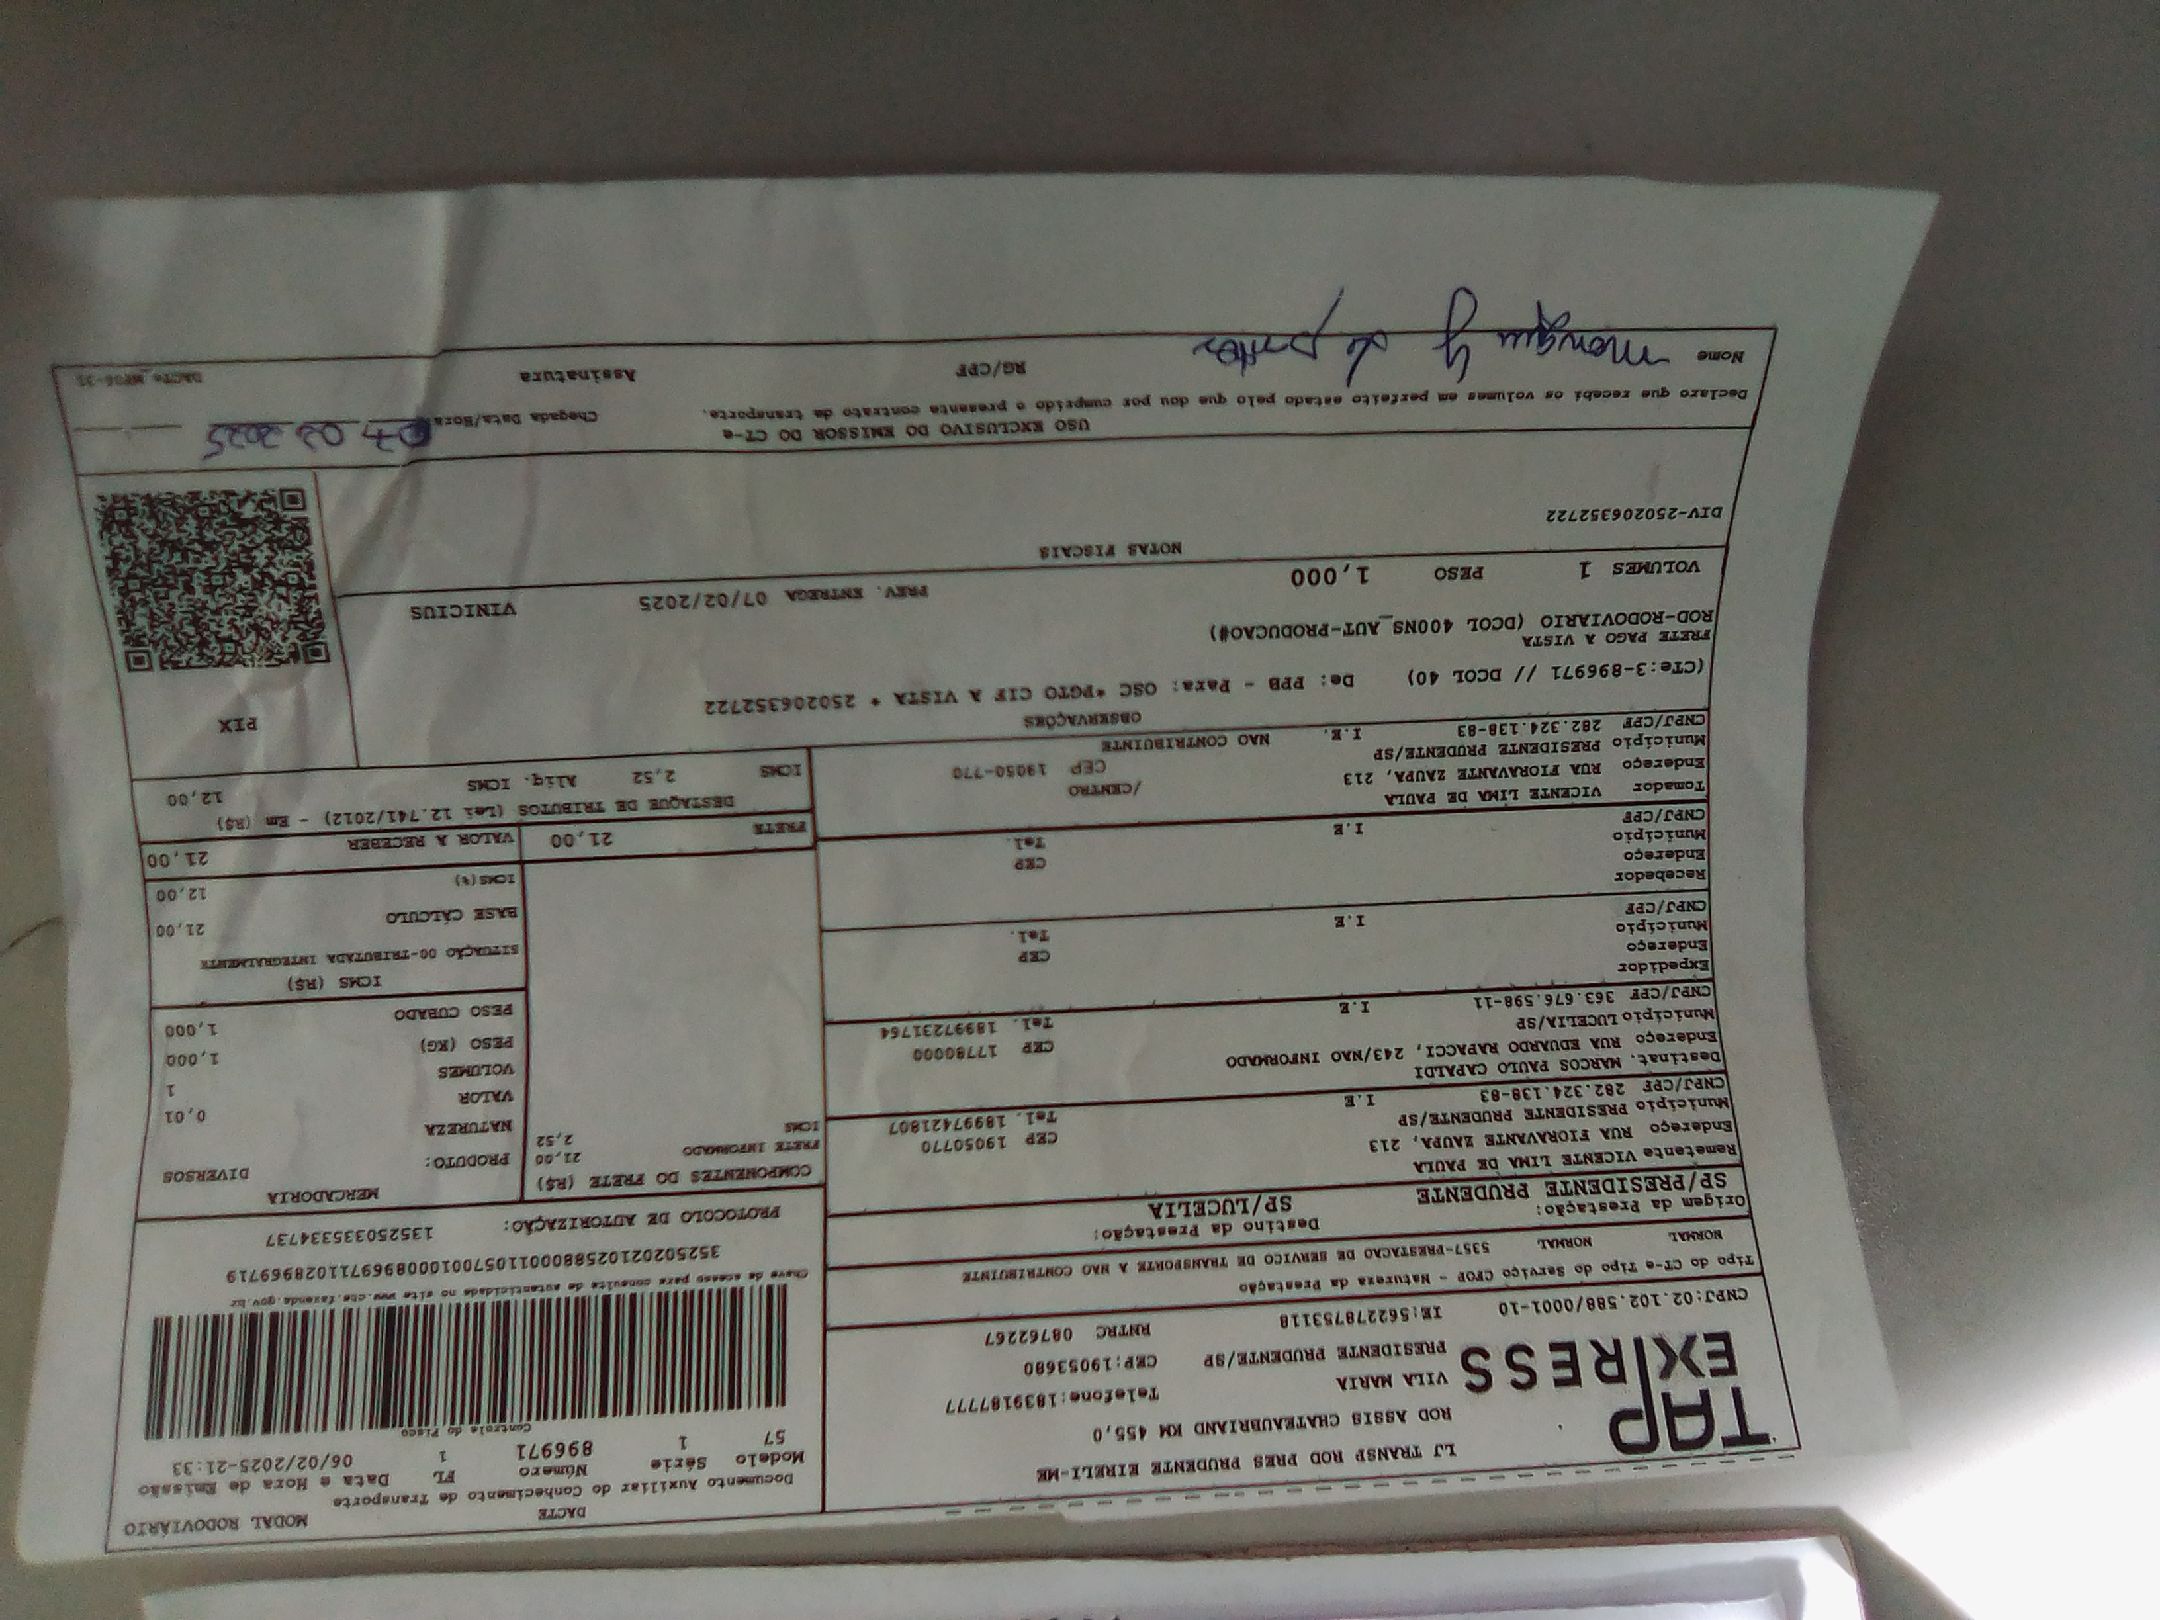 DACTE
MODAL RODOVIÁRIO
Documento Auxiliar do Conhecimento de Transporte
Modelo Série Número FL Data e Hora de Emissão
57 1 896971 1 06/02/2025-21:33
Controle do Fisco
TAP
EXPRESS
LJ TRANSP ROD PRES PRUDENTE EIRELI-ME
ROD ASSIS CHATEAUBRIAND KM 455,0
VILA MARIA Telefone:1839187777
PRESIDENTE PRUDENTE/SP CEP:19053680
CNPJ:02.102.588/0001-10 IE:562278753118 RNTRC 08762267
Chave de acesso para consulta de autenticidade no site www.cte.fazenda.gov.br
35250202102588000110570010008969711028969719
PROTOCOLO DE AUTORIZAÇÃO: 135250335334737
Tipo do CT-e Tipo do Serviço CFOP - Natureza da Prestação
NORMAL NORMAL 5357-PRESTACAO DE SERVICO DE TRANSPORTE A NAO CONTRIBUINTE
Origem da Prestação: Destino da Prestação:
SP/PRESIDENTE PRUDENTE SP/LUCELIA
Remetente VICENTE LIMA DE PAULA
Endereço RUA FIORAVANTE ZAUPA, 213 CEP 19050770
Município PRESIDENTE PRUDENTE/SP Tel. 18997421807
CNPJ/CPF 282.324.138-83 I.E
Destinat. MARCOS PAULO CAPALDI
Endereço RUA EDUARDO RAPACCI, 243/NAO INFORMADO CEP 17780000
Município LUCELIA/SP Tel. 18997231764
CNPJ/CPF 363.676.598-11 I.E
Expedidor
Endereço CEP
Município Tel.
CNPJ/CPF I.E
Recebedor
Endereço CEP
Município Tel.
CNPJ/CPF I.E
Tomador VICENTE LIMA DE PAULA
Endereço RUA FIORAVANTE ZAUPA, 213 /CENTRO
Município PRESIDENTE PRUDENTE/SP CEP 19050-770
CNPJ/CPF 282.324.138-83 I.E. NAO CONTRIBUINTE
COMPONENTES DO FRETE (R$)
FRETE INFORMADO 21,00
ICMS 2,52
MERCADORIA
PRODUTO: DIVERSOS
NATUREZA
VALOR 0,01
VOLUMES 1
PESO (KG) 1,000
PESO CUBADO 1,000
ICMS (R$)
SITUAÇÃO 00-TRIBUTADA INTEGRALMENTE
BASE CÁLCULO 21,00
ICMS(%) 12,00
FRETE 21,00 VALOR A RECEBER 21,00
DESTAQUE DE TRIBUTOS (Lei 12.741/2012) - Em (R$)
ICMS 2,52 Aliq. ICMS 12,00
OBSERVAÇÕES
(CTe:3-896971 // DCOL 40) De: PPB - Para: OSC *PGTO CIF A VISTA * 250206352722
FRETE PAGO A VISTA
ROD-RODOVIARIO (DCOL 400NS_AUT-PRODUCAO#)
PREV. ENTREGA 07/02/2025 VINICIUS
VOLUMES 1 PESO 1,000
PIX
NOTAS FISCAIS
DIV-250206352722
USO EXCLUSIVO DO EMISSOR DO CT-e
Declaro que recebi os volumes em perfeito estado pelo que dou por cumprido o presente contrato de transporte.
Chegada Data/Hora 07 02 2025
Nome RG/CPF Assinatura